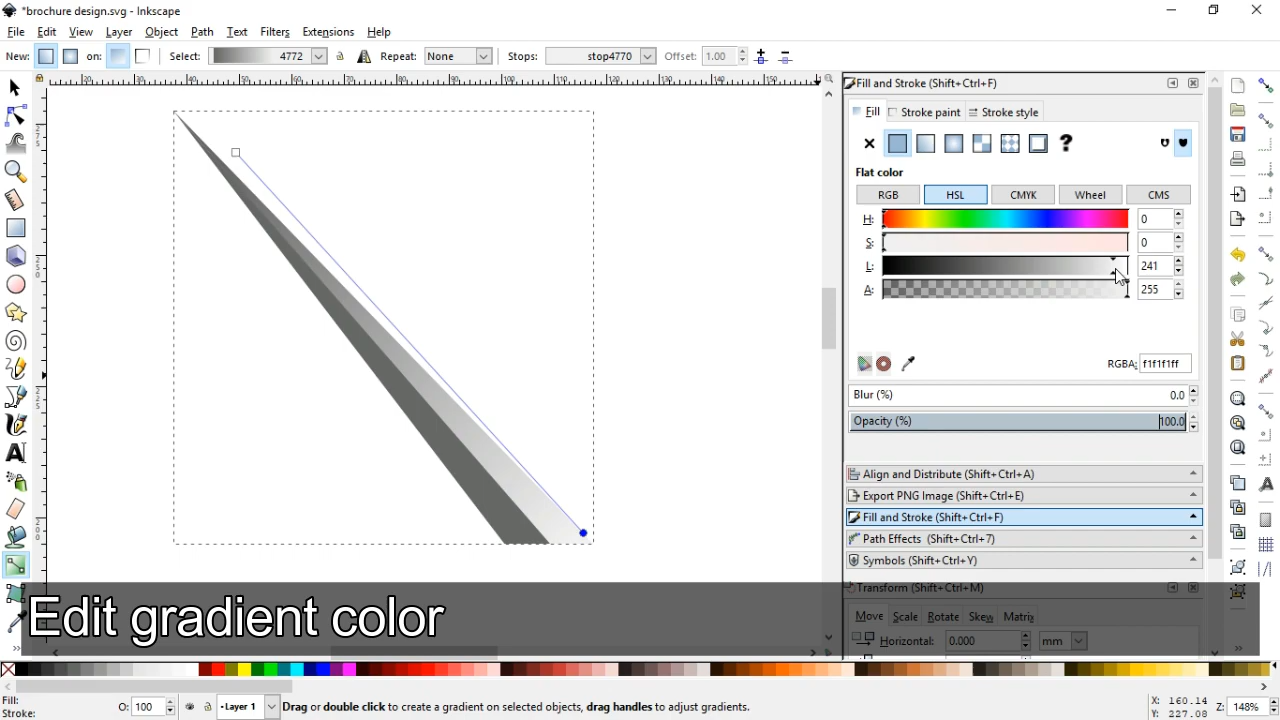 *brochure design.svg - Inkscape
File Edit View Layer Object Path Text Filters Extensions Help
New: on: Select: 4772 Repeat: None Stops: stop4770 Offset: 1.00
Fill and Stroke (Shift+Ctrl+F)
Fill Stroke paint Stroke style
Flat color
RGB HSL CMYK Wheel CMS
H: 0
S: 0
L: 241
A: 255
RGBA: f1f1f1ff
Blur (%) 0.0
Opacity (%) 100.0
Align and Distribute (Shift+Ctrl+A)
Export PNG Image (Shift+Ctrl+E)
Fill and Stroke (Shift+Ctrl+F)
Path Effects (Shift+Ctrl+7)
Symbols (Shift+Ctrl+Y)
Transform (Shift+Ctrl+M)
Move Scale Rotate Skew Matrix
Horizontal: 0.000 mm
Edit gradient color
Fill:
Stroke:
O: 100 Layer 1 Drag or double click to create a gradient on selected objects, drag handles to adjust gradients.
X: 160.14
Y: 227.08
Z: 148%